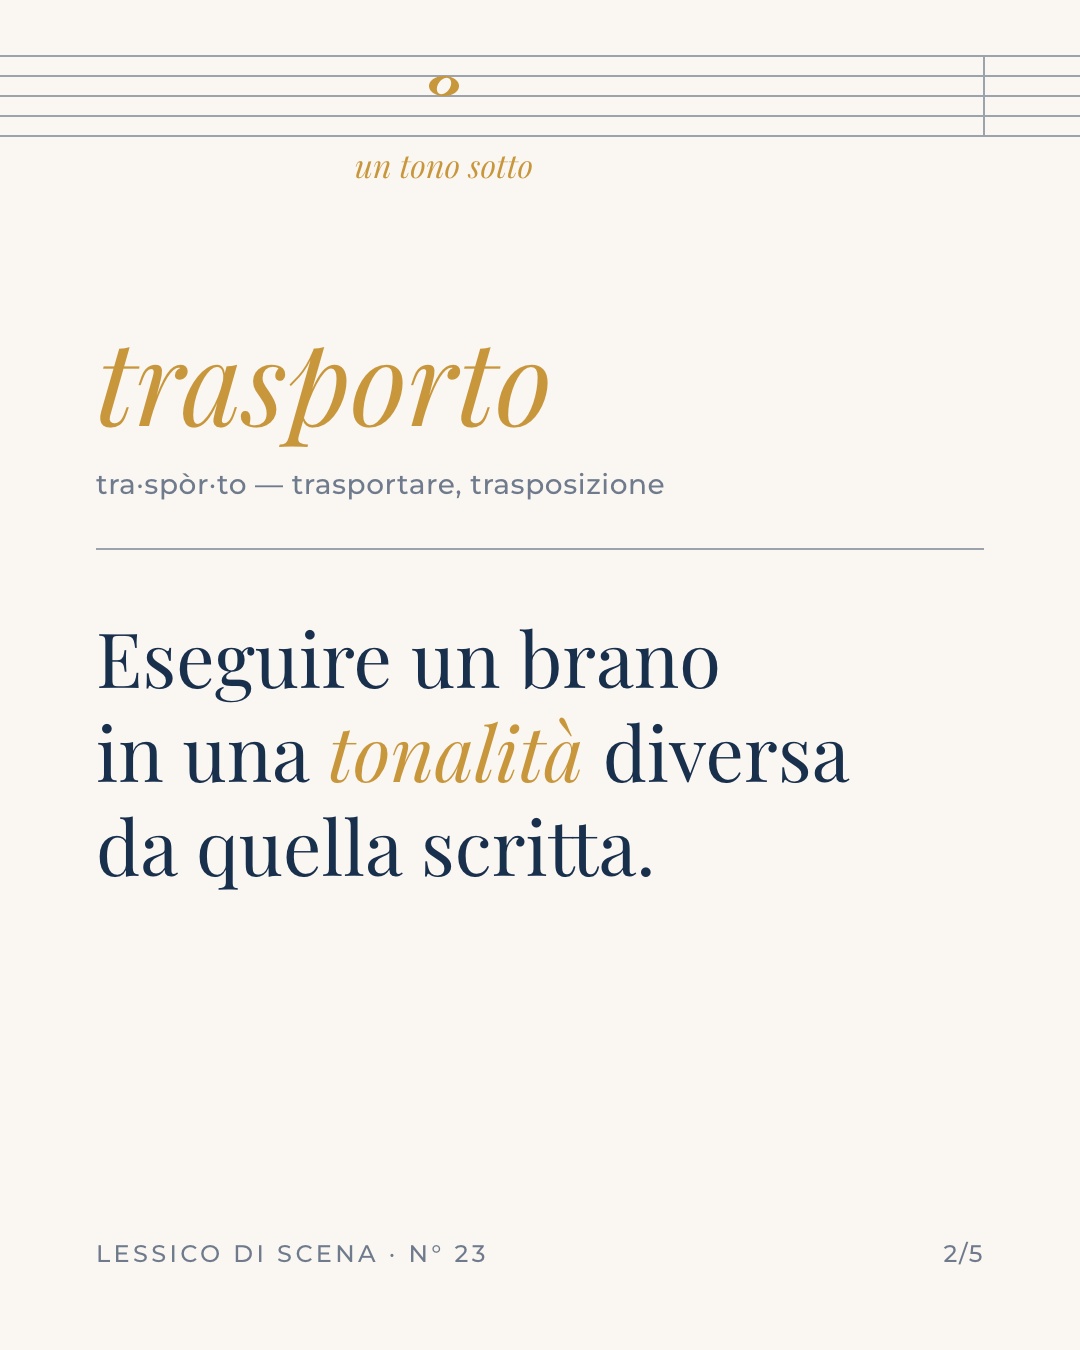 un tono sotto
trasporto
tra·spòr·to — trasportare, trasposizione
Eseguire un brano
in una tonalità diversa
da quella scritta.
LESSICO DI SCENA · N° 23
2/5